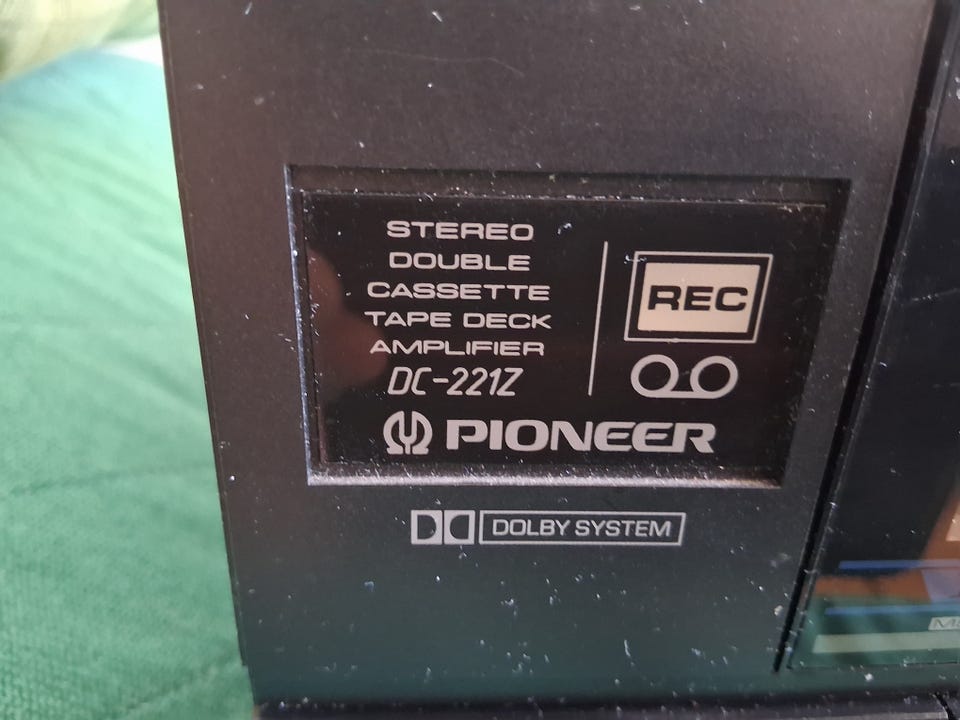 STEREO
DOUBLE
CASSETTE
TAPE DECK
AMPLIFIER
DC-221Z
PIONEER
REC
DOLBY SYSTEM